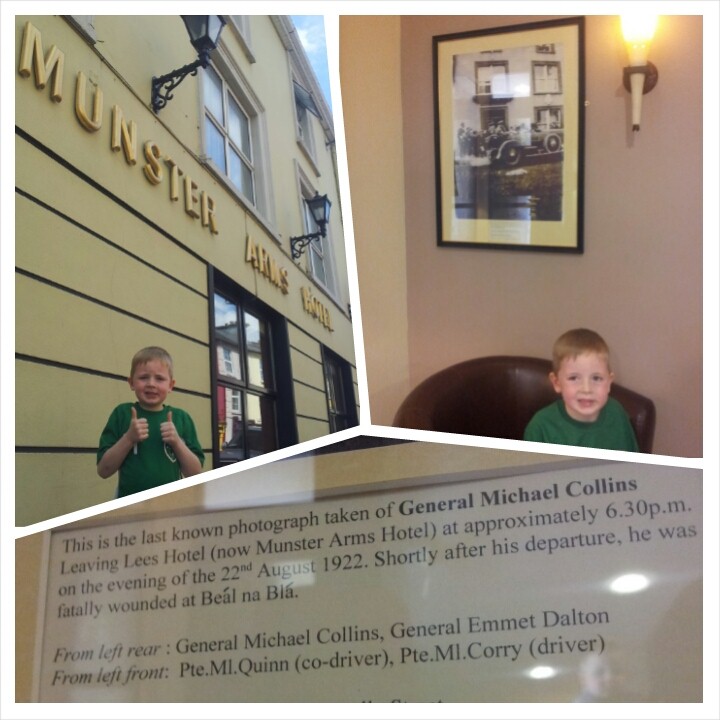 MUNSTER ARMS HOTEL
This is the last known photograph taken of General Michael Collins
Leaving Lees Hotel (now Munster Arms Hotel) at approximately 6.30p.m.
on the evening of the 22nd August 1922. Shortly after his departure, he was
fatally wounded at Beál na Blá.
From left rear : General Michael Collins, General Emmet Dalton
From left front: Pte.Ml.Quinn (co-driver), Pte.Ml.Corry (driver)